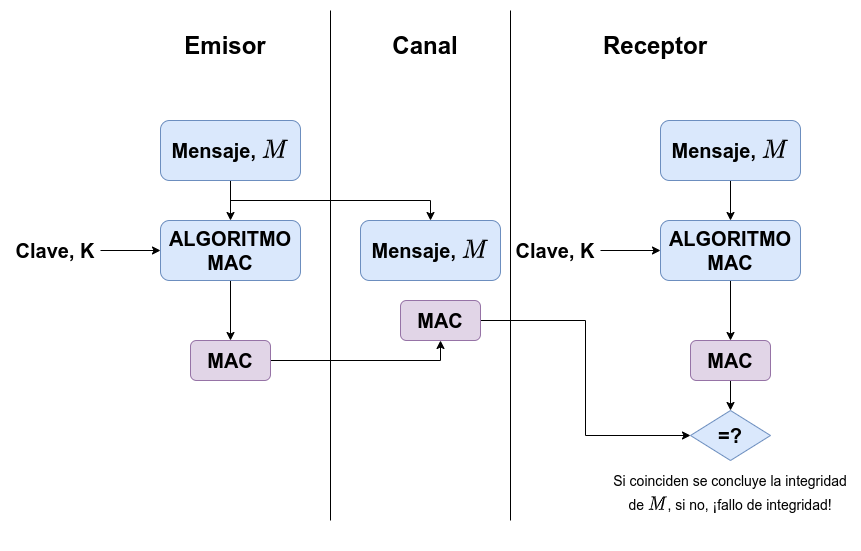 Emisor
Canal
Receptor
Mensaje, M
Mensaje, M
Clave, K
ALGORITMO
MAC
Mensaje, M
Clave, K
ALGORITMO
MAC
MAC
MAC
MAC
=?
Si coinciden se concluye la integridad
de M, si no, ¡fallo de integridad!